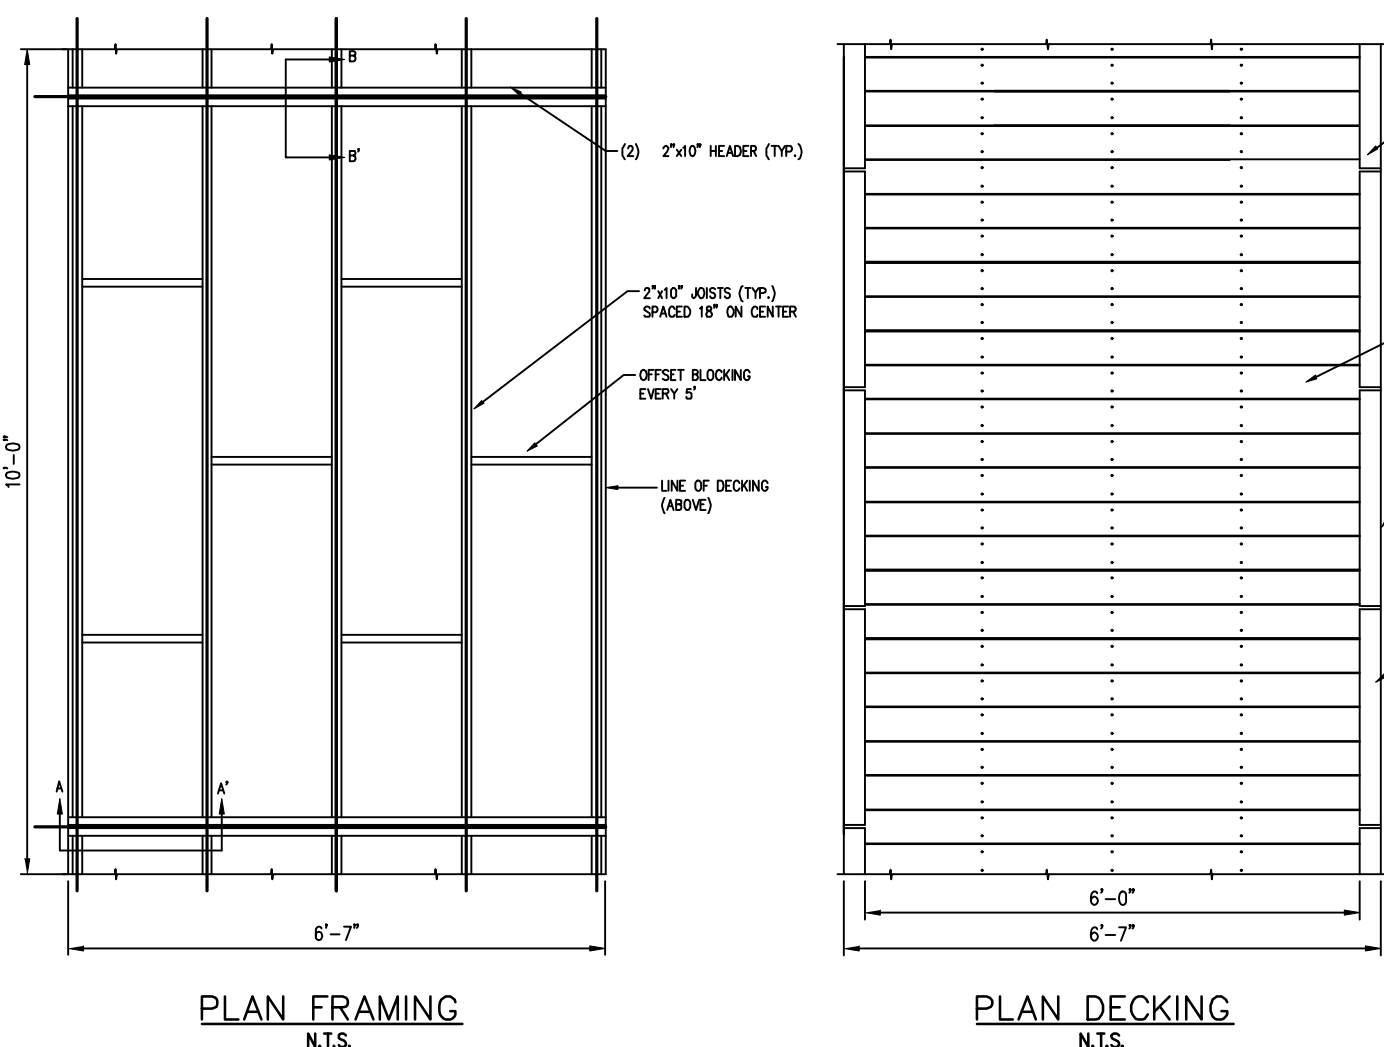 B
B'
(2) 2"x10" HEADER (TYP.)
2"x10" JOISTS (TYP.)
SPACED 18" ON CENTER
OFFSET BLOCKING
EVERY 5'
10'-0"
LINE OF DECKING
(ABOVE)
A
A'
6'-7"
6'-0"
6'-7"
PLAN FRAMING
N.T.S.
PLAN DECKING
N.T.S.